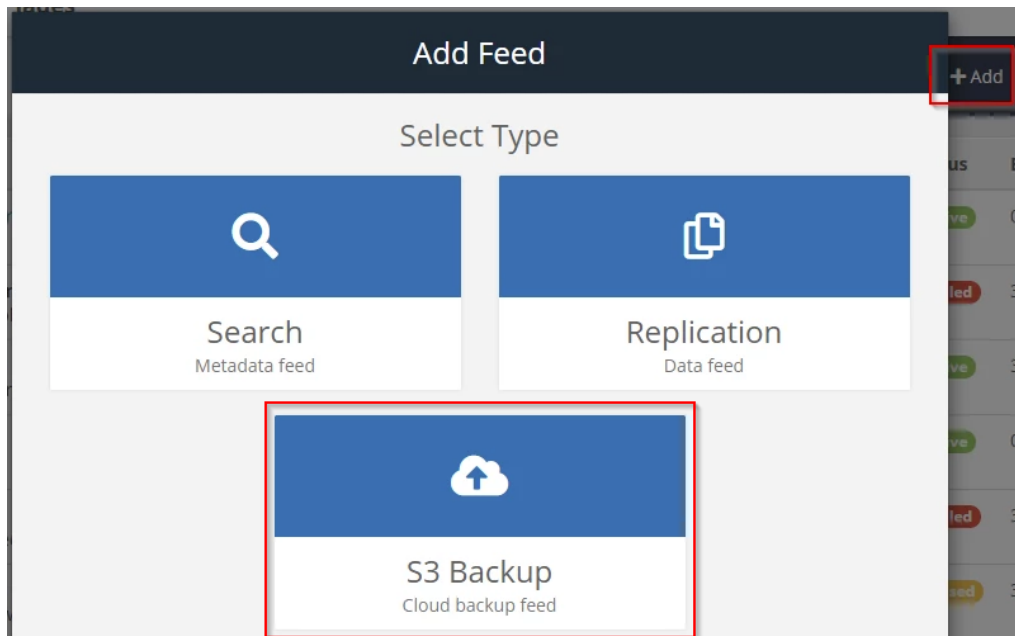 Add Feed
Add
Select Type
Search
Metadata feed
Replication
Data feed
S3 Backup
Cloud backup feed